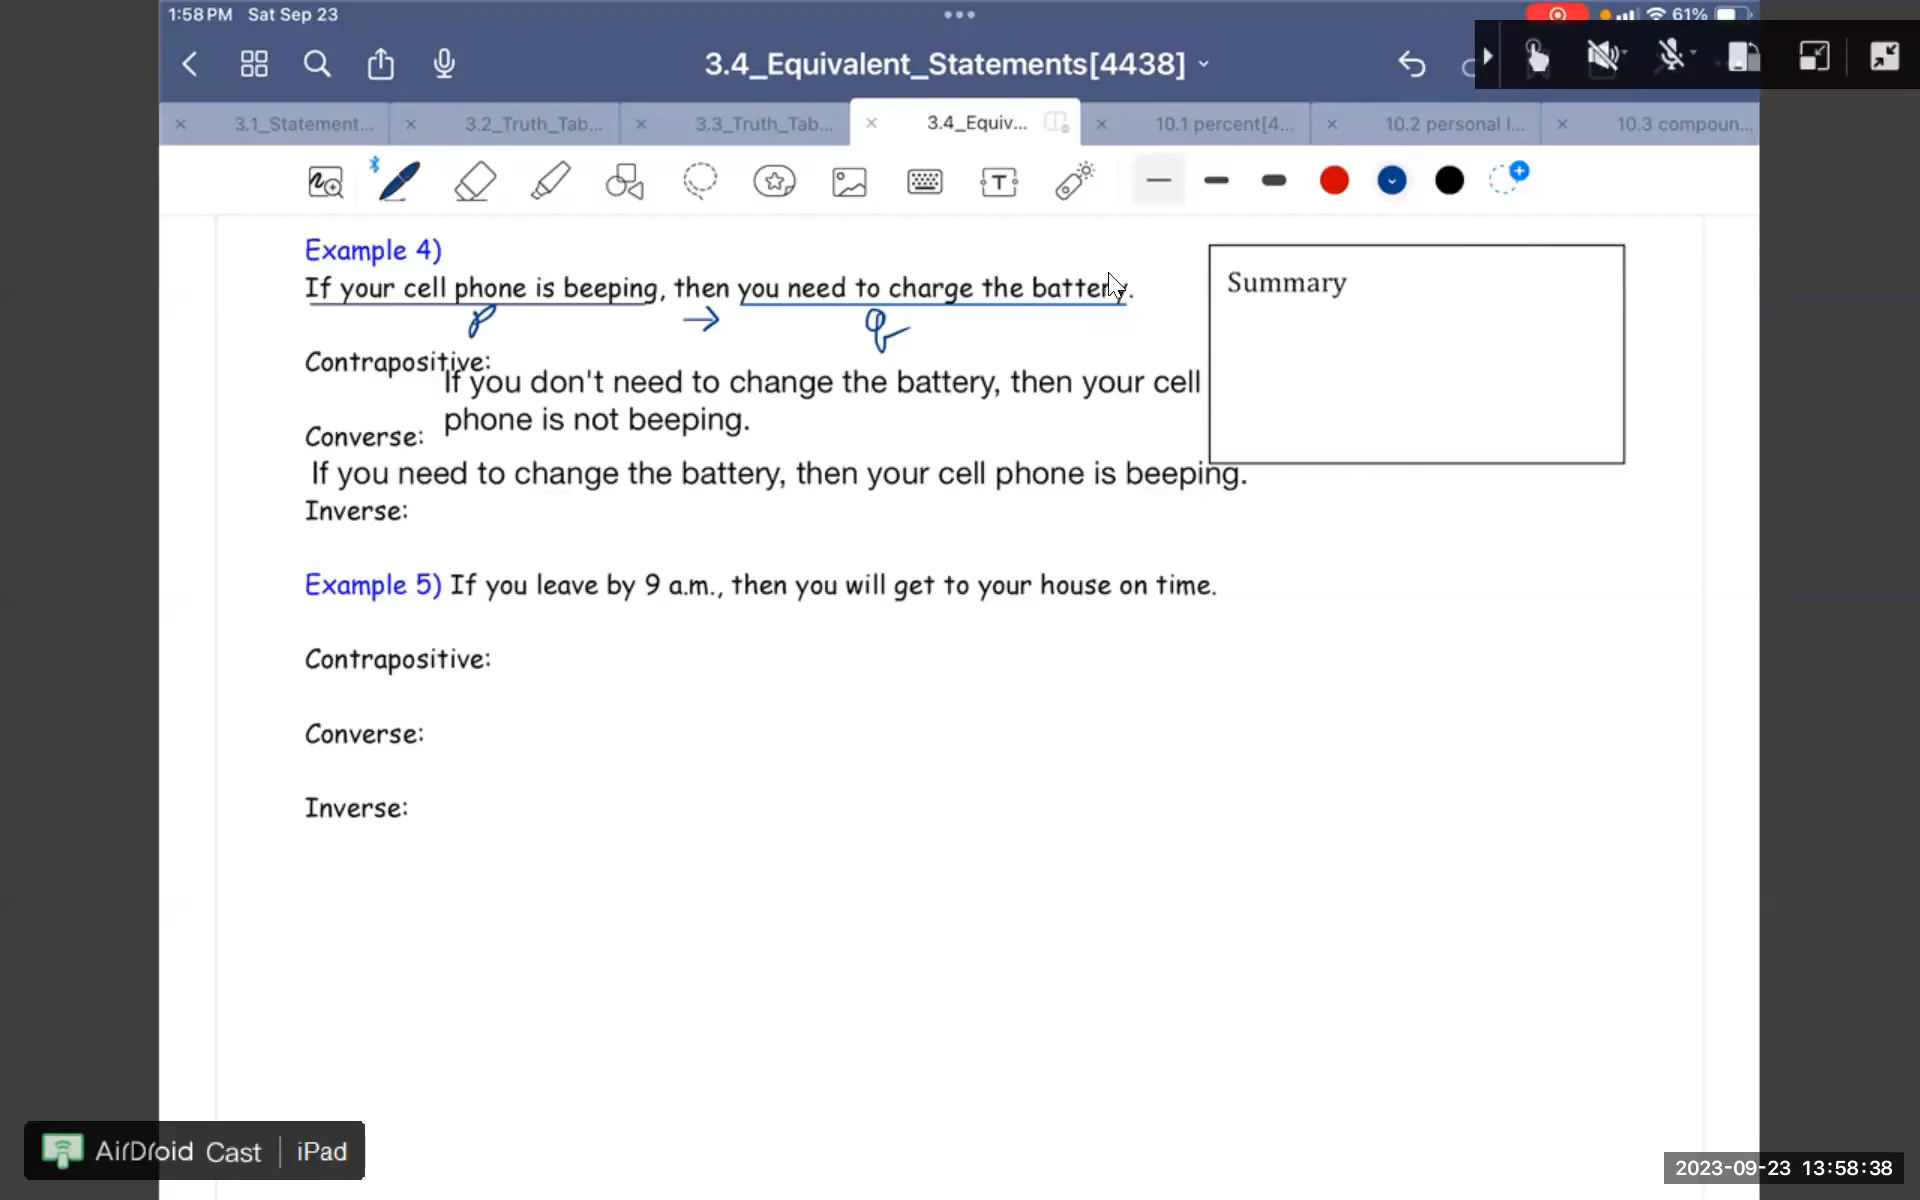 1:58 PM Sat Sep 23
61%
3.4_Equivalent_Statements[4438]
3.1_Statement...
3.2_Truth_Tab...
3.3_Truth_Tab...
3.4_Equiv...
10.1 percent[4...
10.2 personal l...
10.3 compoun...
T
Example 4)
If your cell phone is beeping, then you need to charge the battery.
p → q
Summary
Contrapositive:
If you don't need to change the battery, then your cell
phone is not beeping.
Converse:
If you need to change the battery, then your cell phone is beeping.
Inverse:
Example 5) If you leave by 9 a.m., then you will get to your house on time.
Contrapositive:
Converse:
Inverse:
AirDroid Cast | iPad
2023-09-23 13:58:38